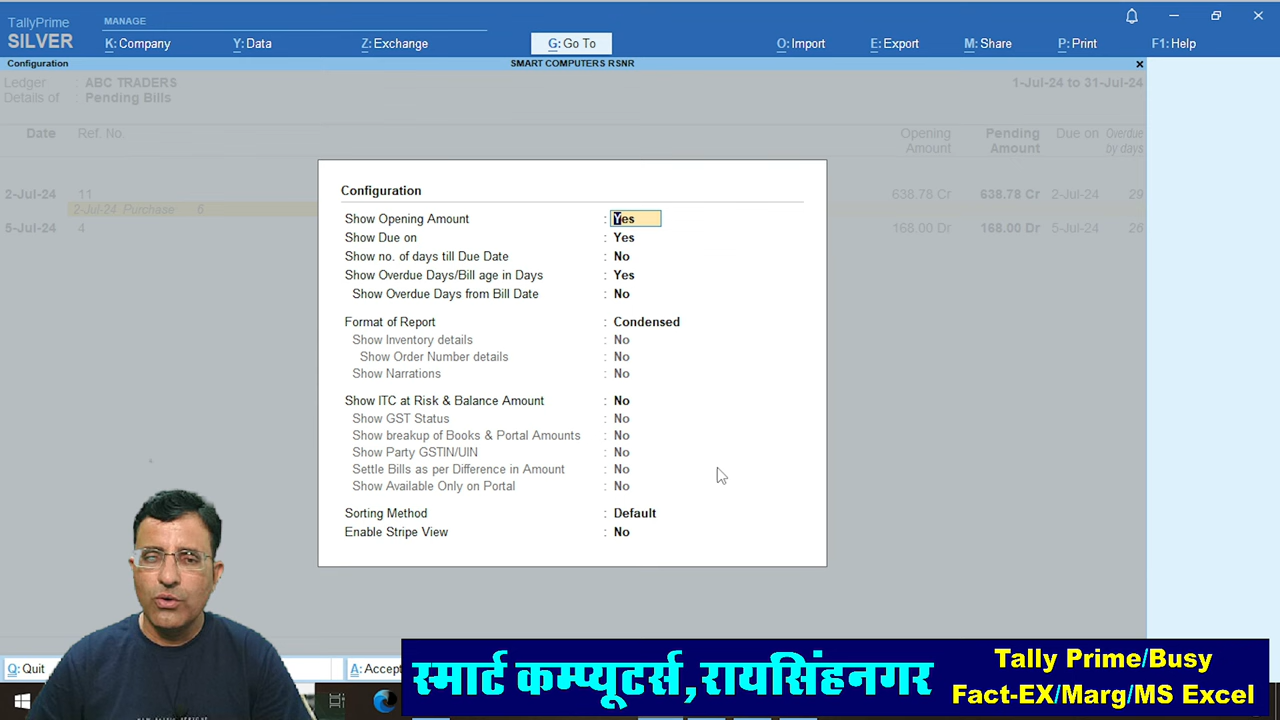 TallyPrime
SILVER
MANAGE
K: Company
Y: Data
Z: Exchange
G: Go To
O: Import
E: Export
M: Share
P: Print
F1: Help
Configuration
SMART COMPUTERS RSNR
Ledger : ABC TRADERS
1-Jul-24 to 31-Jul-24
Details of : Pending Bills
Date Ref. No. Opening Amount Pending Amount Due on Overdue by days
2-Jul-24 11 638.78 Cr 638.78 Cr 2-Jul-24 29
2-Jul-24 Purchase 6
5-Jul-24 4 168.00 Dr 168.00 Dr 5-Jul-24 26
Configuration
Show Opening Amount : Yes
Show Due on : Yes
Show no. of days till Due Date : No
Show Overdue Days/Bill age in Days : Yes
Show Overdue Days from Bill Date : No
Format of Report : Condensed
Show Inventory details : No
Show Order Number details : No
Show Narrations : No
Show ITC at Risk & Balance Amount : No
Show GST Status : No
Show breakup of Books & Portal Amounts : No
Show Party GSTIN/UIN : No
Settle Bills as per Difference in Amount : No
Show Available Only on Portal : No
Sorting Method : Default
Enable Stripe View : No
Q: Quit
A: Accept
स्मार्ट कम्प्यूटर्स,रायसिंहनगर
Tally Prime/Busy
Fact-EX/Marg/MS Excel